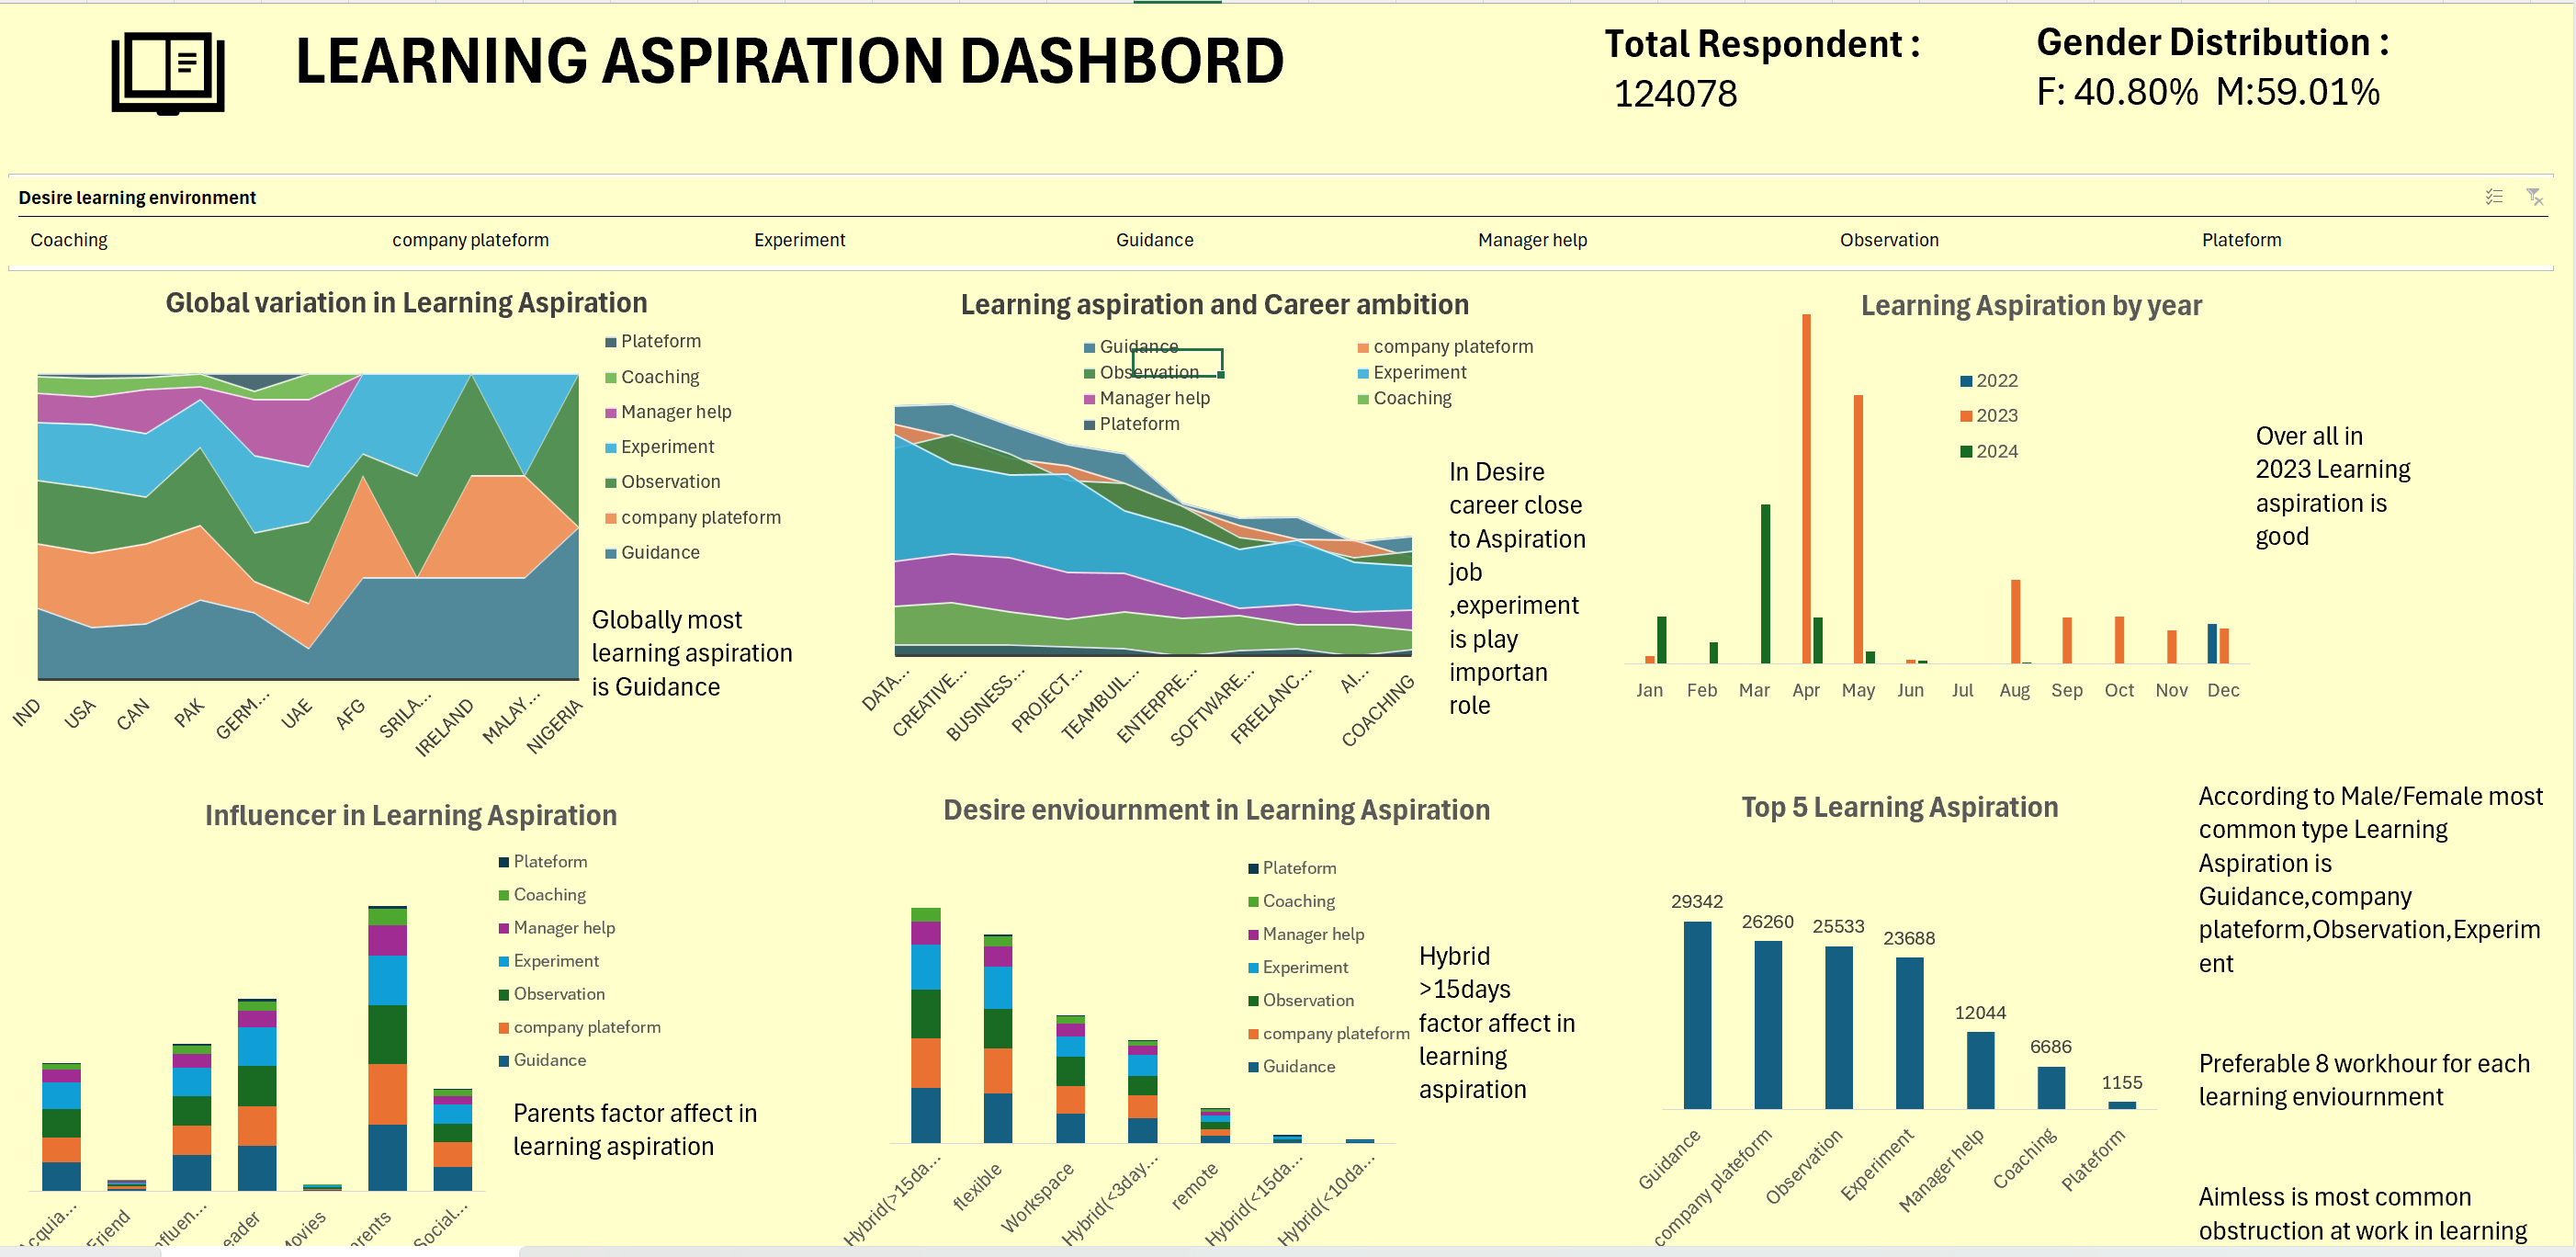 LEARNING ASPIRATION DASHBORD
Total Respondent :
124078
Gender Distribution :
F: 40.80% M:59.01%
Desire learning environment
Coaching
company plateform
Experiment
Guidance
Manager help
Observation
Plateform
Global variation in Learning Aspiration
Plateform
Coaching
Manager help
Experiment
Observation
company plateform
Guidance
Globally most
learning aspiration
is Guidance
IND
USA
CAN
PAK
GERM...
UAE
AFG
SRILA...
IRELAND
MALAY...
NIGERIA
Learning aspiration and Career ambition
Guidance
company plateform
Observation
Experiment
Manager help
Coaching
Plateform
In Desire
career close
to Aspiration
job
,experiment
is play
importan
role
DATA...
CREATIVE...
BUSINESS...
PROJECT...
TEAMBUIL...
ENTERPRE...
SOFTWARE...
FREELANC...
AI...
COACHING
Learning Aspiration by year
2022
2023
2024
Over all in
2023 Learning
aspiration is
good
Jan Feb Mar Apr May Jun Jul Aug Sep Oct Nov Dec
Influencer in Learning Aspiration
Plateform
Coaching
Manager help
Experiment
Observation
company plateform
Guidance
Parents factor affect in
learning aspiration
cquia...
Friend
nfluen...
eader
ovies
rents
Social...
Desire enviournment in Learning Aspiration
Plateform
Coaching
Manager help
Experiment
Observation
company plateform
Guidance
Hybrid
>15days
factor affect in
learning
aspiration
Hybrid(>15da...
flexible
Workspace
Hybrid(<3day...
remote
Hybrid(<15da...
Hybrid(<10da...
Top 5 Learning Aspiration
29342
26260
25533
23688
12044
6686
1155
Guidance
company plateform
Observation
Experiment
Manager help
Coaching
Plateform
According to Male/Female most
common type Learning
Aspiration is
Guidance,company
plateform,Observation,Experim
ent
Preferable 8 workhour for each
learning enviournment
Aimless is most common
obstruction at work in learning